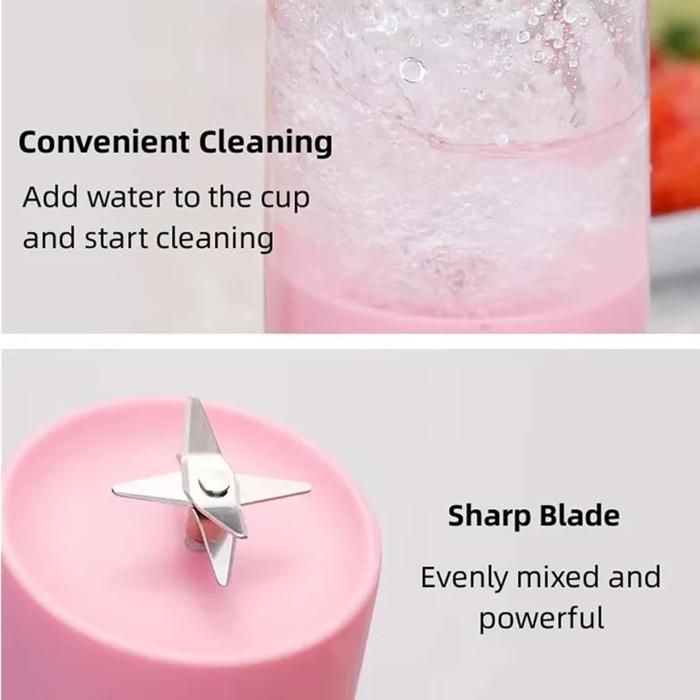 Convenient Cleaning
Add water to the cup
and start cleaning
Sharp Blade
Evenly mixed and
powerful